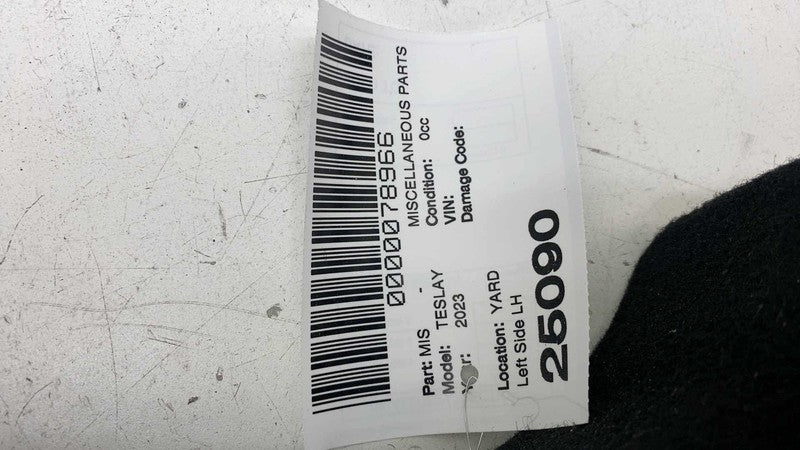 0000078966
Part: MIS - MISCELLANEOUS PARTS
Model: TESLAY Condition: 0cc
2023 VIN:
Damage Code:
Location: YARD
Left Side LH
25090